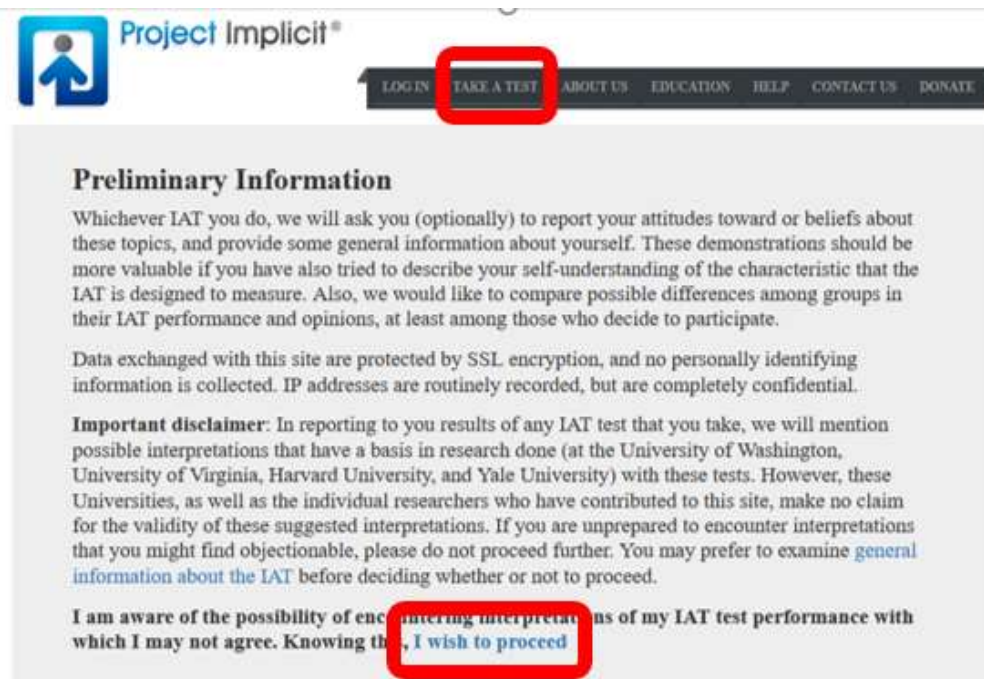 Project Implicit®
LOG IN TAKE A TEST ABOUT US EDUCATION HELP CONTACT US DONATE
Preliminary Information
Whichever IAT you do, we will ask you (optionally) to report your attitudes toward or beliefs about
these topics, and provide some general information about yourself. These demonstrations should be
more valuable if you have also tried to describe your self-understanding of the characteristic that the
IAT is designed to measure. Also, we would like to compare possible differences among groups in
their IAT performance and opinions, at least among those who decide to participate.
Data exchanged with this site are protected by SSL encryption, and no personally identifying
information is collected. IP addresses are routinely recorded, but are completely confidential.
Important disclaimer: In reporting to you results of any IAT test that you take, we will mention
possible interpretations that have a basis in research done (at the University of Washington,
University of Virginia, Harvard University, and Yale University) with these tests. However, these
Universities, as well as the individual researchers who have contributed to this site, make no claim
for the validity of these suggested interpretations. If you are unprepared to encounter interpretations
that you might find objectionable, please do not proceed further. You may prefer to examine general
information about the IAT before deciding whether or not to proceed.
I am aware of the possibility of encountering interpretations of my IAT test performance with
which I may not agree. Knowing this, I wish to proceed